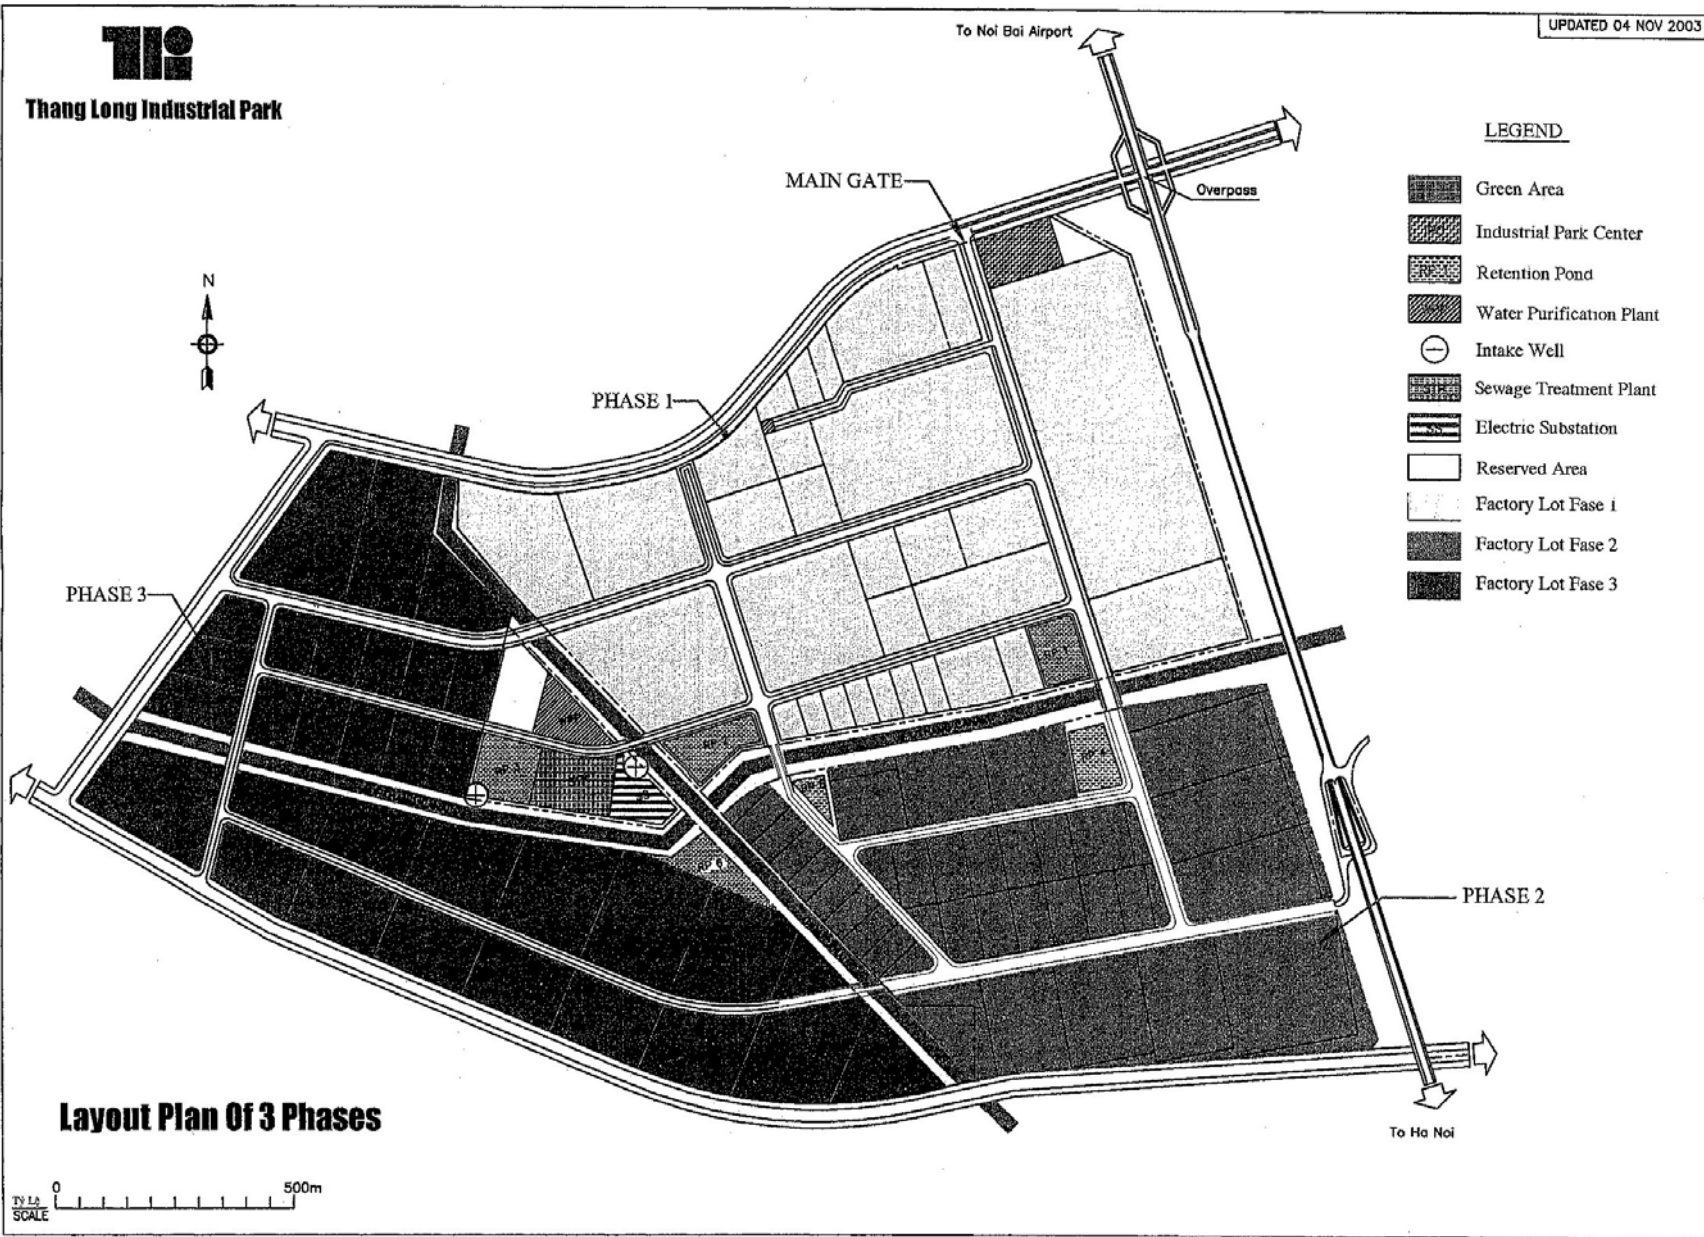 UPDATED 04 NOV 2003
To Noi Bai Airport
Thang Long Industrial Park
LEGEND
MAIN GATE
Overpass
Green Area
Industrial Park Center
Retention Pond
Water Purification Plant
Intake Well
Sewage Treatment Plant
Electric Substation
Reserved Area
Factory Lot Fase 1
Factory Lot Fase 2
Factory Lot Fase 3
N
PHASE 1
PHASE 3
PHASE 2
SS
Layout Plan Of 3 Phases
To Ha Noi
0
500m
Tỷ Lệ
SCALE